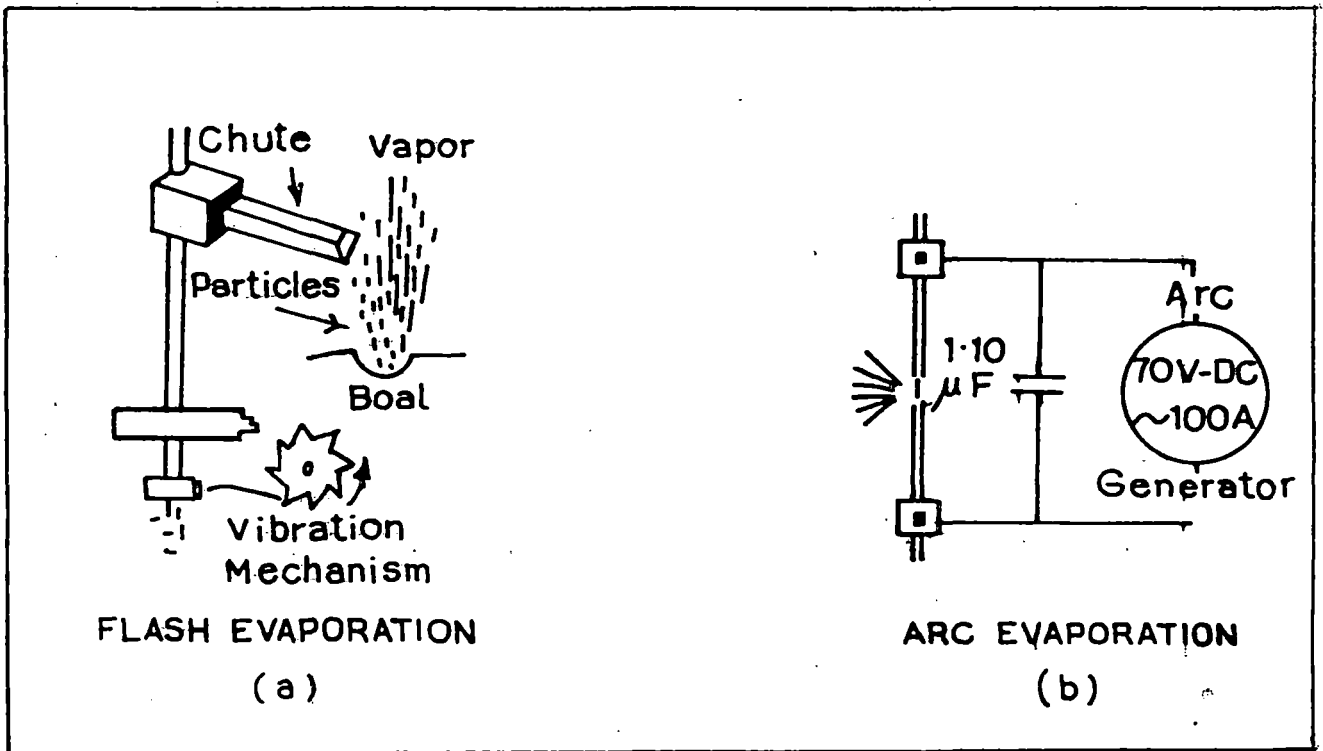 Chute
Vapor
Particles
Boal
Vibration
Mechanism
FLASH EVAPORATION
(a)
1·10
μF
Arc
70V-DC
~100A
Generator
ARC EVAPORATION
(b)